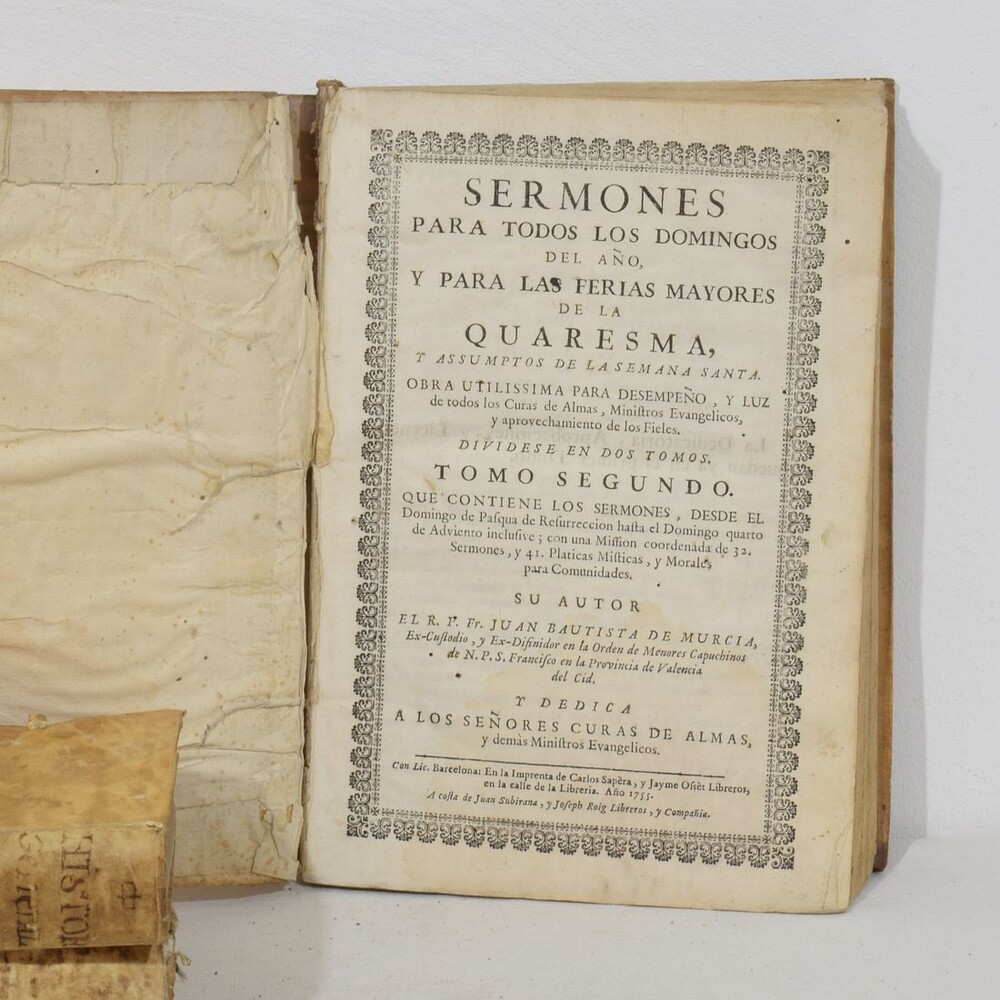 SERMONES
PARA TODOS LOS DOMINGOS
DEL AÑO,
Y PARA LAS FERIAS MAYORES
DE LA
QUARESMA,
Y ASSUMPTOS DE LA SEMANA SANTA.
OBRA UTILISSIMA PARA DESEMPEÑO, Y LUZ
de todos los Curas de Almas, Miniſtros Evangelicos,
y aprovechamiento de los Fieles.
DIVIDESE EN DOS TOMOS.
TOMO SEGUNDO.
QUE CONTIENE LOS SERMONES, DESDE EL
Domingo de Paſqua de Reſurreccion haſta el Domingo quarto
de Adviento incluſive; con una Miſſion coordenada de 32.
Sermones, y 41. Platicas Miſticas, y Morales
para Comunidades.
SU AUTOR
EL R. P. Fr. JUAN BAUTISTA DE MURCIA,
Ex-Cuſtodio, y Ex-Difinidor en la Orden de Menores Capuchinos
de N. P. S. Franciſco en la Provincia de Valencia
del Cid.
Y DEDICA
A LOS SEÑORES CURAS DE ALMAS,
y demàs Miniſtros Evangelicos.
Con Lic. Barcelona: En la Imprenta de Carlos Sapèra, y Jayme Oſèt Libreros,
en la calle de la Libreria. Año 1755.
A coſta de Juan Subirana, y Joſeph Roig Libreros, y Compañia.
HISTOR